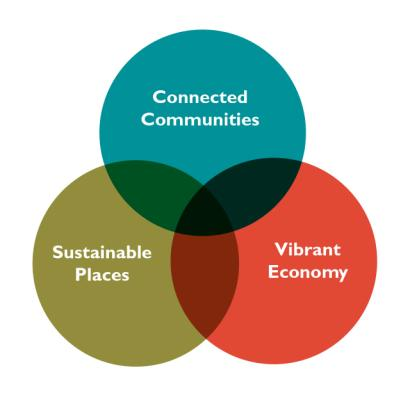 Connected
Communities
Sustainable
Places
Vibrant
Economy